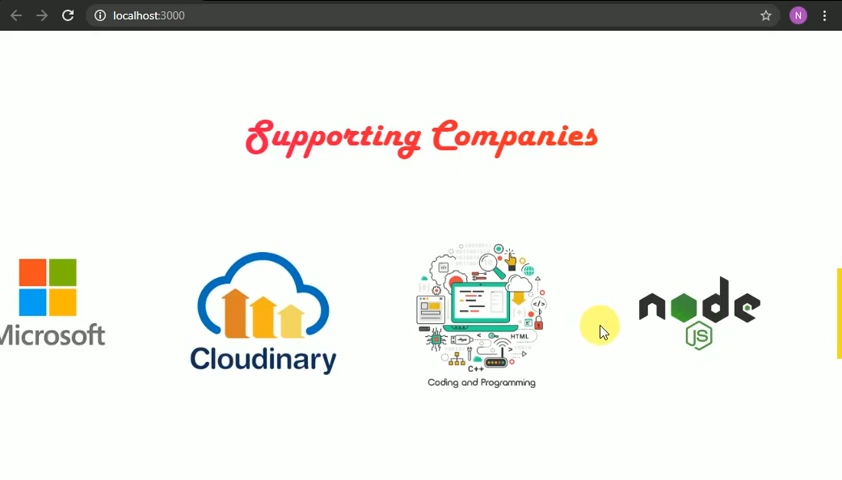 localhost:3000
N
Supporting Companies
Microsoft
Cloudinary
</>
HTML
C++
Coding and Programming
node
JS